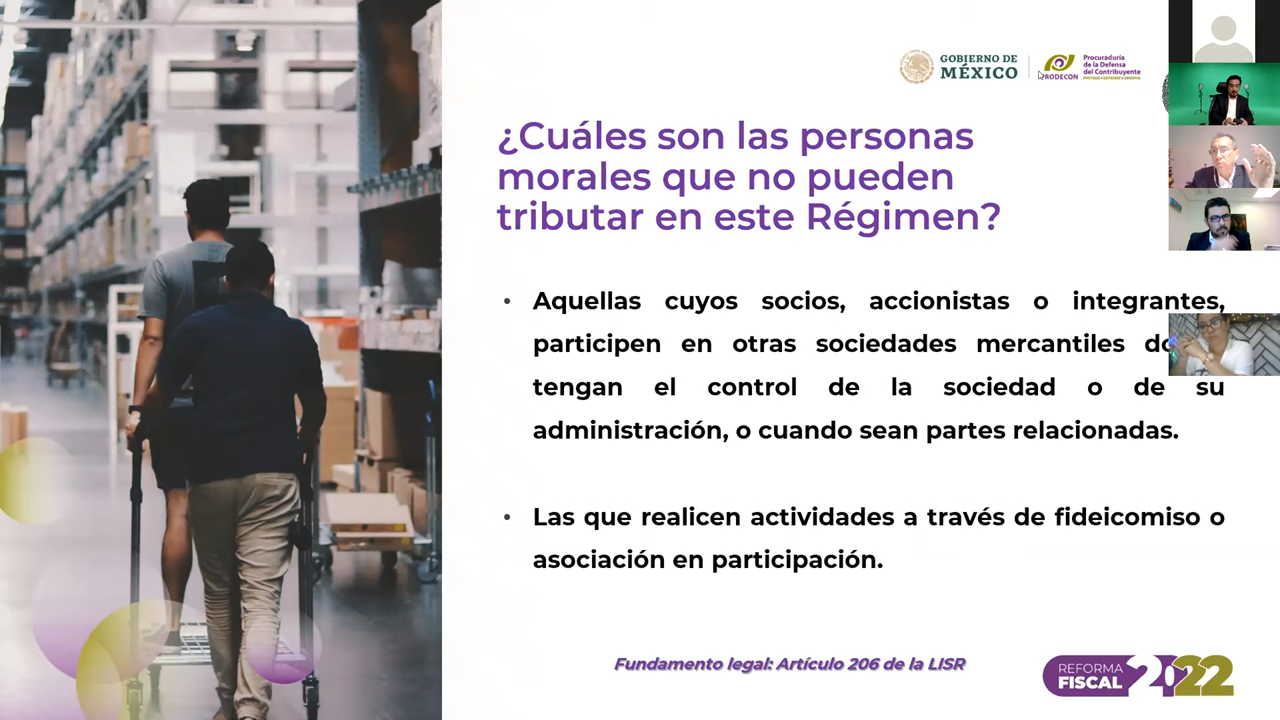 GOBIERNO DE
MÉXICO
PRODECON
Procuraduría
de la Defensa
del Contribuyente
¿Cuáles son las personas
morales que no pueden
tributar en este Régimen?
• Aquellas cuyos socios, accionistas o integrantes,
participen en otras sociedades mercantiles
tengan el control de la sociedad o de su
administración, o cuando sean partes relacionadas.
• Las que realicen actividades a través de fideicomiso o
asociación en participación.
Fundamento legal: Artículo 206 de la LISR
REFORMA
FISCAL 2022